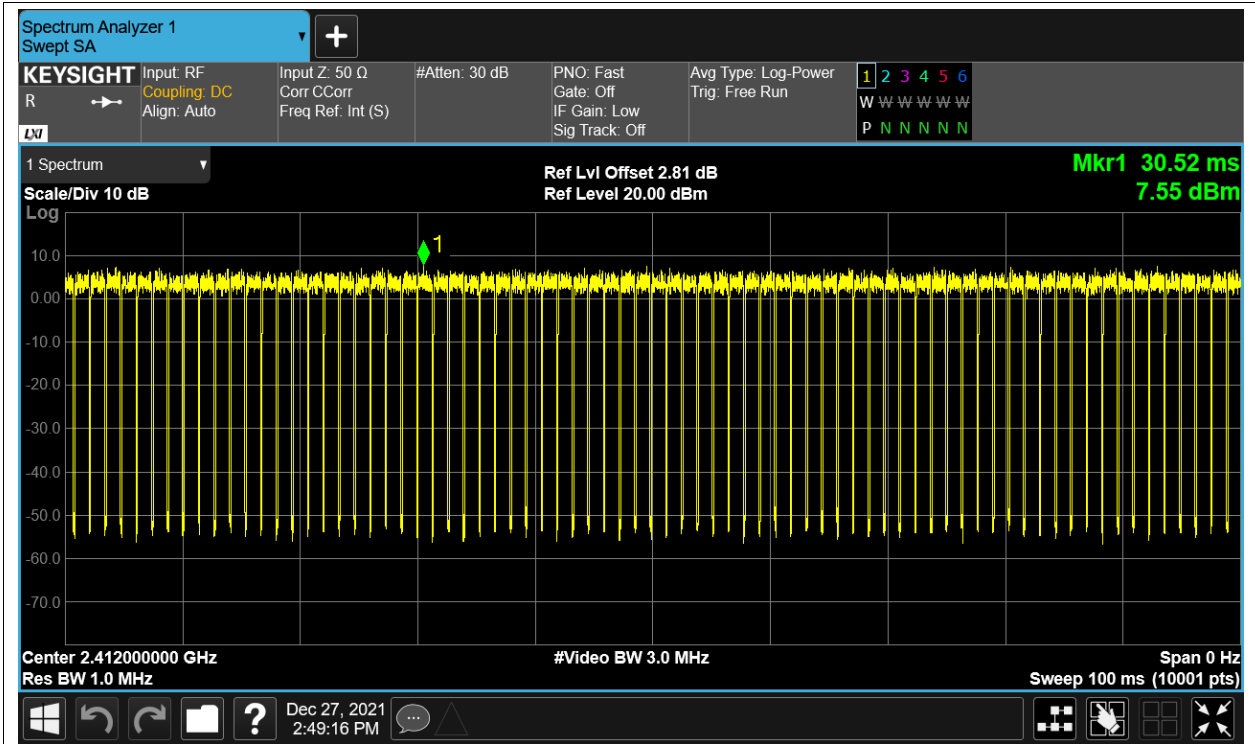 Spectrum Analyzer 1
Swept SA
+
KEYSIGHT
R
LXI
Input: RF
Coupling: DC
Align: Auto
Input Z: 50 Ω
Corr CCorr
Freq Ref: Int (S)
#Atten: 30 dB
PNO: Fast
Gate: Off
IF Gain: Low
Sig Track: Off
Avg Type: Log-Power
Trig: Free Run
1 2 3 4 5 6
W W W W W W
P N N N N N
1 Spectrum
Scale/Div 10 dB
Log
Ref Lvl Offset 2.81 dB
Ref Level 20.00 dBm
Mkr1 30.52 ms
7.55 dBm
1
10.0
0.00
-10.0
-20.0
-30.0
-40.0
-50.0
-60.0
-70.0
Center 2.412000000 GHz
Res BW 1.0 MHz
#Video BW 3.0 MHz
Span 0 Hz
Sweep 100 ms (10001 pts)
?
Dec 27, 2021
2:49:16 PM